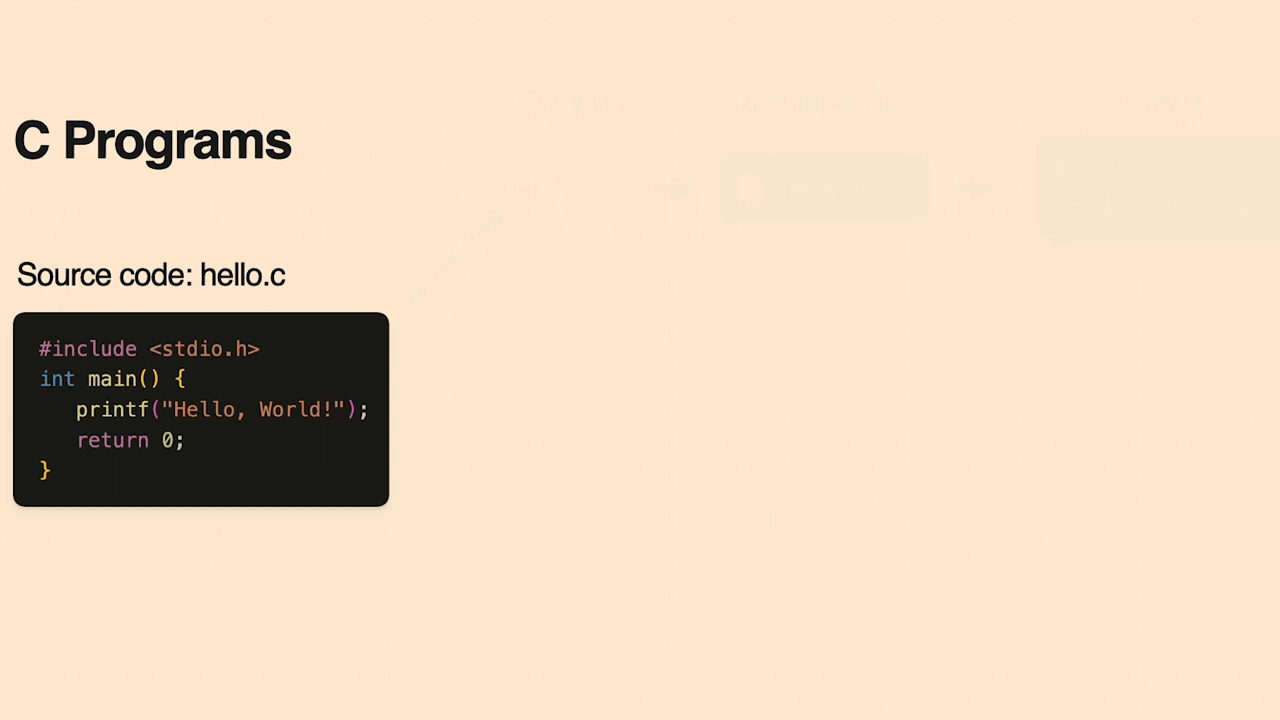 C Programs
Source code: hello.c
#include <stdio.h>
int main() {
   printf("Hello, World!");
   return 0;
}